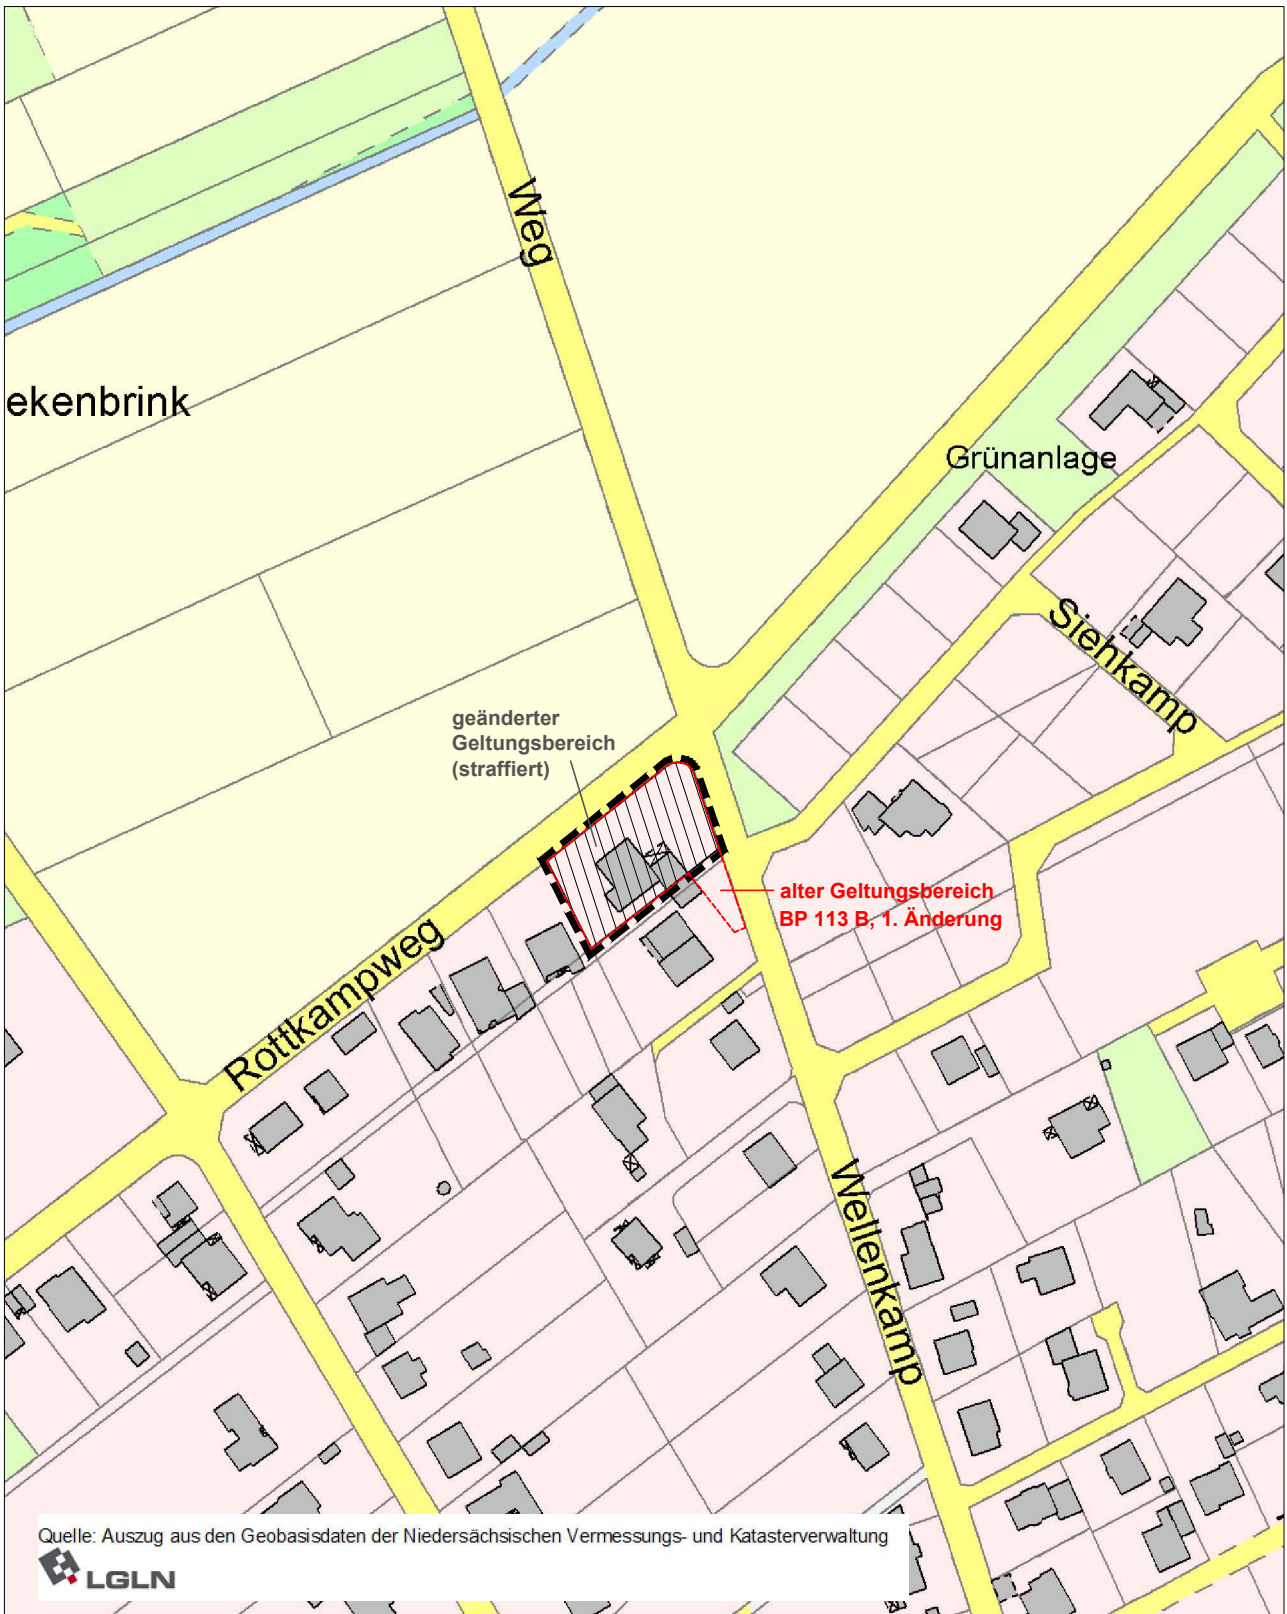 Weg
ekenbrink
Grünanlage
Siehkamp
geänderter
Geltungsbereich
(straffiert)
alter Geltungsbereich
BP 113 B, 1. Änderung
Rottkampweg
Wellenkamp
Quelle: Auszug aus den Geobasisdaten der Niedersächsischen Vermessungs- und Katasterverwaltung
LGLN